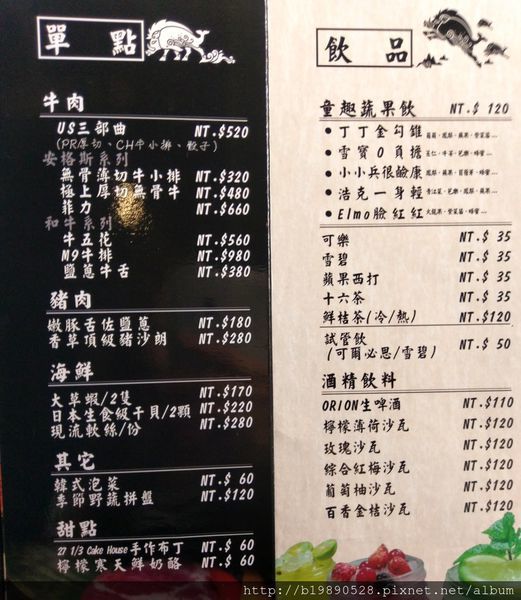 單點
牛肉
US三部曲 NT.$520
(PR厚切、CH牛小排、骰子)
安格斯系列
無骨薄切牛小排 NT.$320
極上厚切無骨牛 NT.$480
菲力 NT.$660
和牛系列
牛五花 NT.$560
M9牛排 NT.$980
鹽蔥牛舌 NT.$380
豬肉
嫩豚舌佐鹽蔥 NT.$180
香草頂級豬沙朗 NT.$280
海鮮
大草蝦/2隻 NT.$170
日本生食級干貝/2顆 NT.$220
現流軟絲/份 NT.$280
其它
韓式泡菜 NT.$ 60
季節野蔬拼盤 NT.$120
甜點
27 1/3 Cake House手作布丁 NT.$ 60
檸檬寒天鮮奶酪 NT.$ 60
飲品
童趣蔬果飲 NT.$ 120
● 丁丁金勾錐
● 雪寶0負擔
● 小小兵很鹼康
● 浩克一身輕
● Elmo臉紅紅
可樂 NT.$ 35
雪碧 NT.$ 35
蘋果西打 NT.$ 35
十六茶 NT.$ 35
鮮桔茶(冷/熱) NT.$120
試管飲 NT.$ 50
(可爾必思/雪碧)
酒精飲料
ORION生啤酒 NT.$110
檸檬薄荷沙瓦 NT.$120
玫瑰沙瓦 NT.$120
綜合紅梅沙瓦 NT.$120
葡萄柚沙瓦 NT.$120
百香金桔沙瓦 NT.$120
http://b19890528.pixnet.net/album